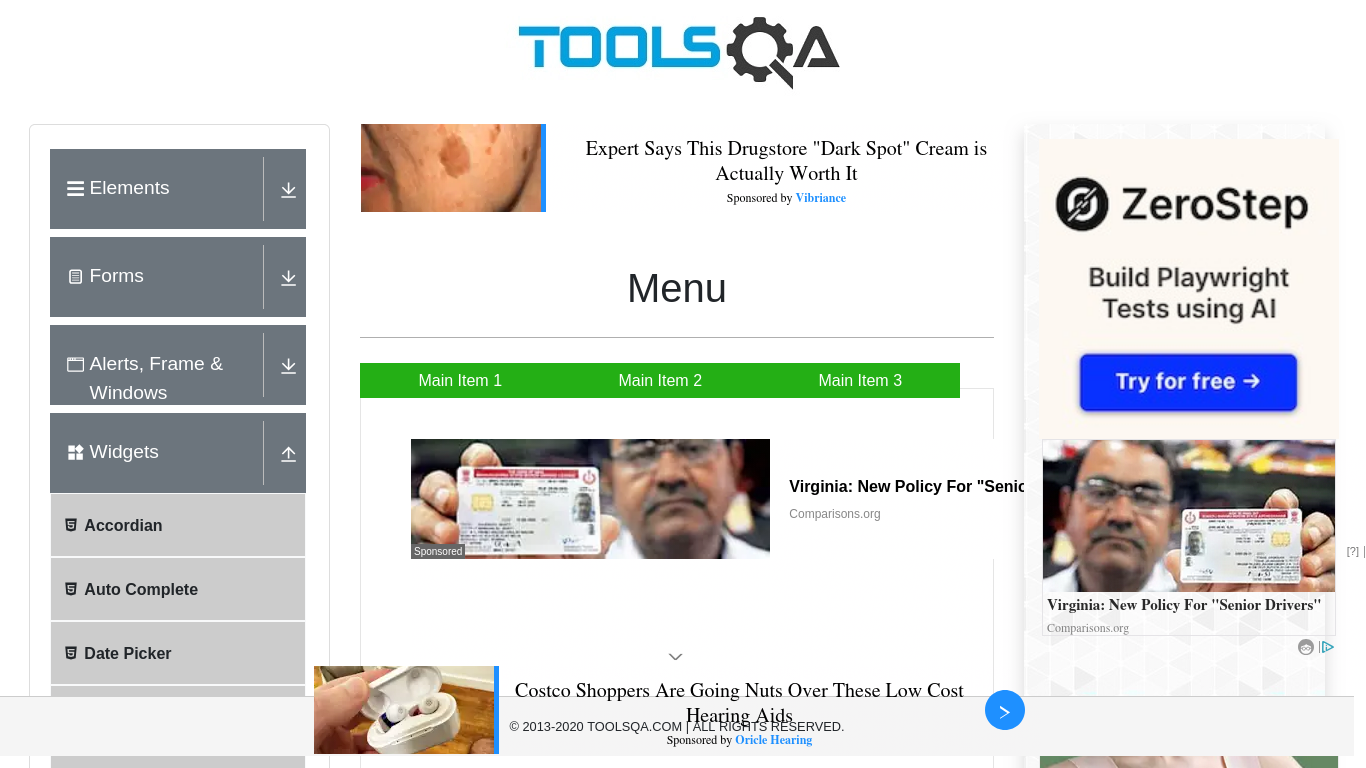 TOOLSQA
Elements
Forms
Alerts, Frame &
Windows
Widgets
Accordian
Auto Complete
Date Picker
Expert Says This Drugstore "Dark Spot" Cream is
Actually Worth It
Sponsored by Vibriance
Menu
Main Item 1
Main Item 2
Main Item 3
Sponsored
Virginia: New Policy For "Senio
Comparisons.org
ZeroStep
Build Playwright
Tests using AI
Try for free →
Virginia: New Policy For "Senior Drivers"
Comparisons.org
[?]
Costco Shoppers Are Going Nuts Over These Low Cost
Hearing Aids
© 2013-2020 TOOLSQA.COM | ALL RIGHTS RESERVED.
Sponsored by Oricle Hearing